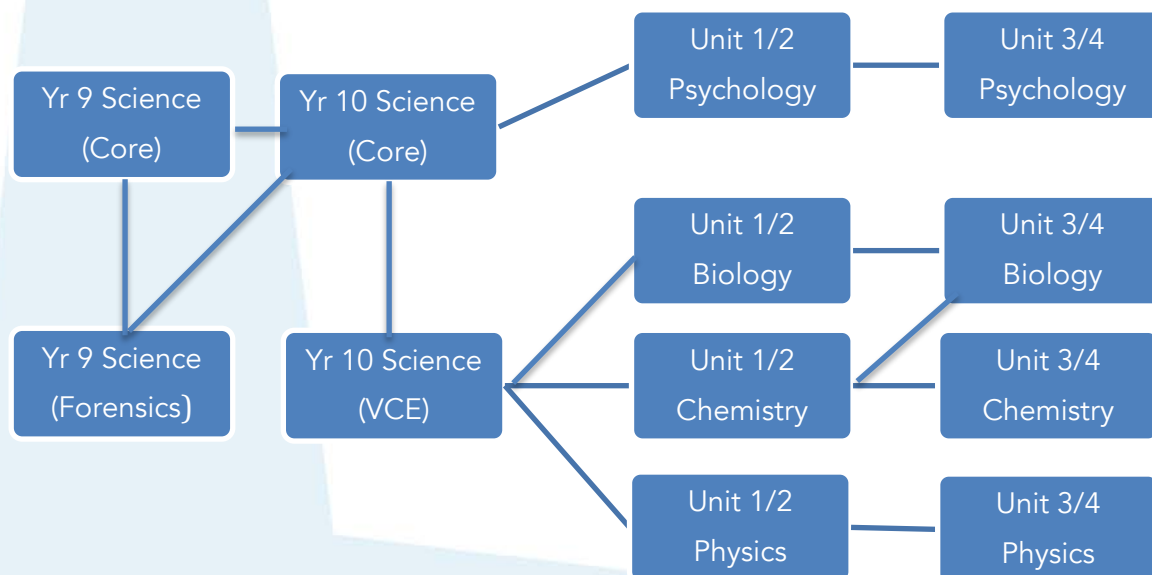 Yr 9 Science
(Core)
Yr 10 Science
(Core)
Unit 1/2
Psychology
Unit 3/4
Psychology
Unit 1/2
Biology
Unit 3/4
Biology
Yr 9 Science
(Forensics)
Yr 10 Science
(VCE)
Unit 1/2
Chemistry
Unit 3/4
Chemistry
Unit 1/2
Physics
Unit 3/4
Physics